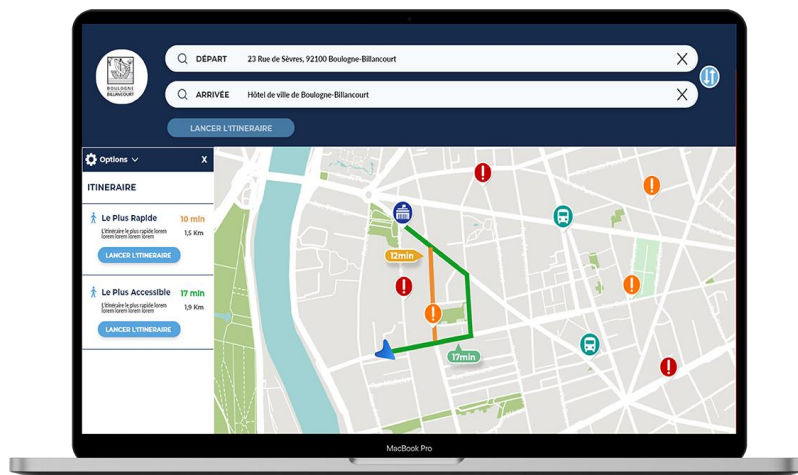 BOULOGNE
BILLANCOURT
DÉPART 23 Rue de Sèvres, 92100 Boulogne-Billancourt X
ARRIVÉE Hôtel de ville de Boulogne-Billancourt X
LANCER L'ITINERAIRE
Options X
ITINERAIRE
Le Plus Rapide 10 min
L'itinéraire le plus rapide lorem
lorem lorem lorem lorem
1,5 Km
LANCER L'ITINERAIRE
Le Plus Accessible 17 min
L'itinéraire le plus rapide lorem
lorem lorem lorem lorem
1,9 Km
LANCER L'ITINERAIRE
12min
17min
MacBook Pro